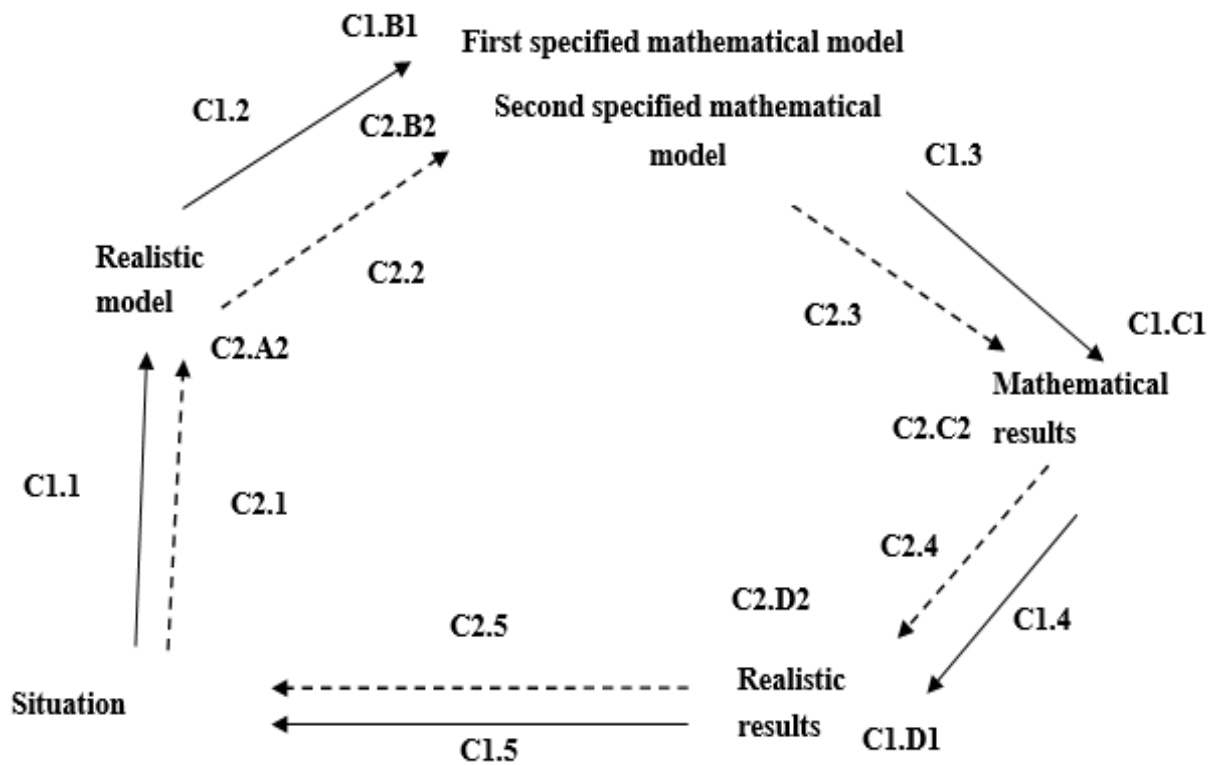 C1.B1
First specified mathematical model
C1.2
Second specified mathematical
model
C2.B2
C1.3
Realistic
model
C2.2
C2.3
C1.C1
C2.A2
Mathematical
results
C2.C2
C1.1
C2.1
C2.4
C2.D2
C1.4
C2.5
Realistic
results
Situation
C1.D1
C1.5